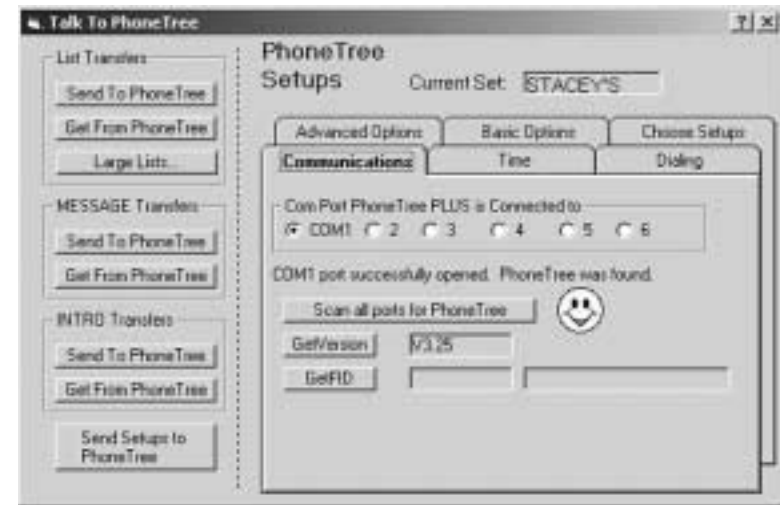 Talk To PhoneTree
List Transfers
Send To PhoneTree
Get From PhoneTree
Large Lists...
MESSAGE Transfers
Send To PhoneTree
Get From PhoneTree
INTRO Transfers
Send To PhoneTree
Get From PhoneTree
Send Setups to
PhoneTree
PhoneTree
Setups
Current Set: STACEY'S
Advanced Options Basic Options Choose Setups
Communications Time Dialing
Com Port PhoneTree PLUS is Connected to
COM1 2 3 4 5 6
COM1 port successfully opened. PhoneTree was found.
Scan all ports for PhoneTree
GetVersion V3.25
GetFID